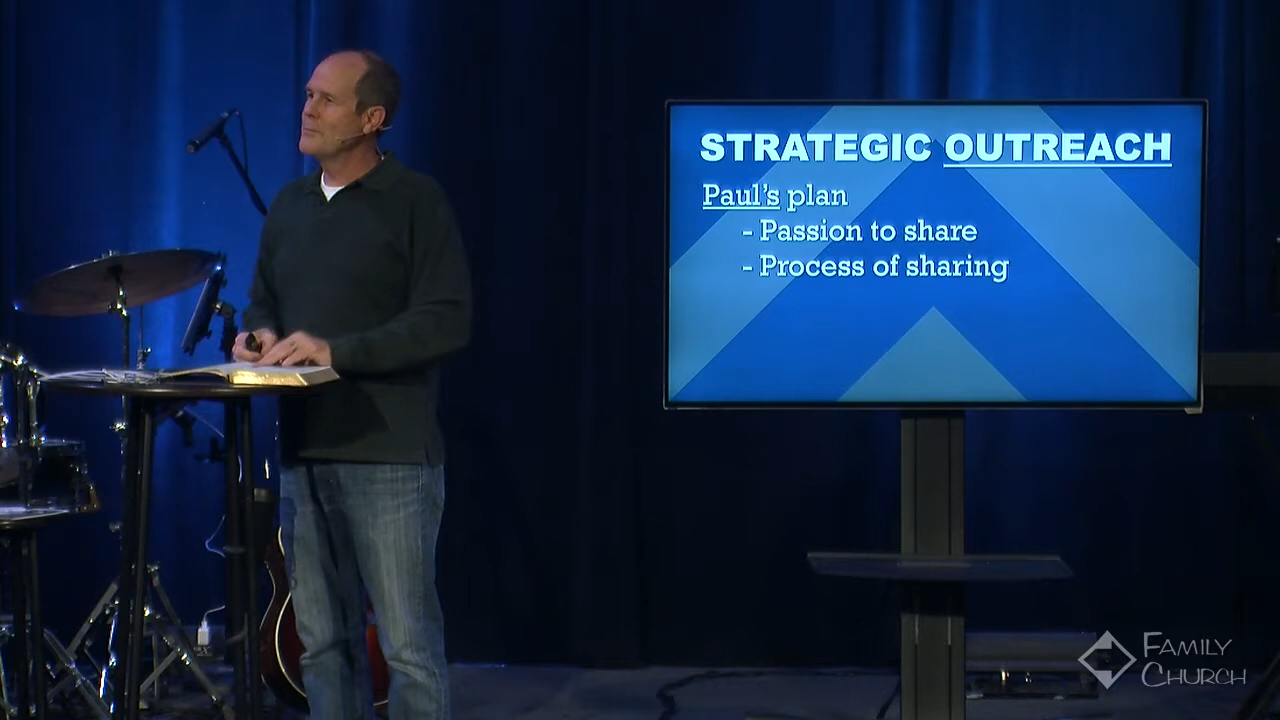 STRATEGIC OUTREACH
Paul's plan
- Passion to share
- Process of sharing
FAMILY
CHURCH